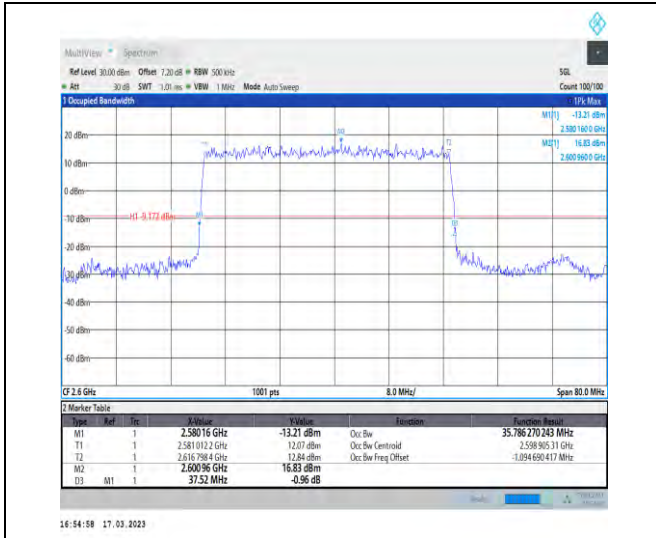 MultiView Spectrum
Ref Level 30.00 dBm Offset 7.20 dB RBW 500 kHz SGL
Att 30 dB SWT 1.01 ms VBW 1 MHz Mode Auto Sweep Count 100/100
1 Occupied Bandwidth 1Pk Max
M1[1] -13.21 dBm
2.580 160 0 GHz
M2[1] 16.83 dBm
2.600 960 0 GHz
20 dBm
10 dBm
0 dBm
-10 dBm
H1 -9.172 dBm
-20 dBm
-30 dBm
-40 dBm
-50 dBm
-60 dBm
CF 2.6 GHz 1001 pts 8.0 MHz/ Span 80.0 MHz
2 Marker Table
Type Ref Trc X-Value Y-Value Function Function Result
M1 1 2.58016 GHz -13.21 dBm Occ Bw 35.786 270 243 MHz
T1 1 2.581 012 2 GHz 12.07 dBm Occ Bw Centroid 2.598 905 31 GHz
T2 1 2.616 798 4 GHz 12.84 dBm Occ Bw Freq Offset -1.094 690 417 MHz
M2 1 2.60096 GHz 16.83 dBm
D3 M1 1 37.52 MHz -0.96 dB
16:54:58 17.03.2023